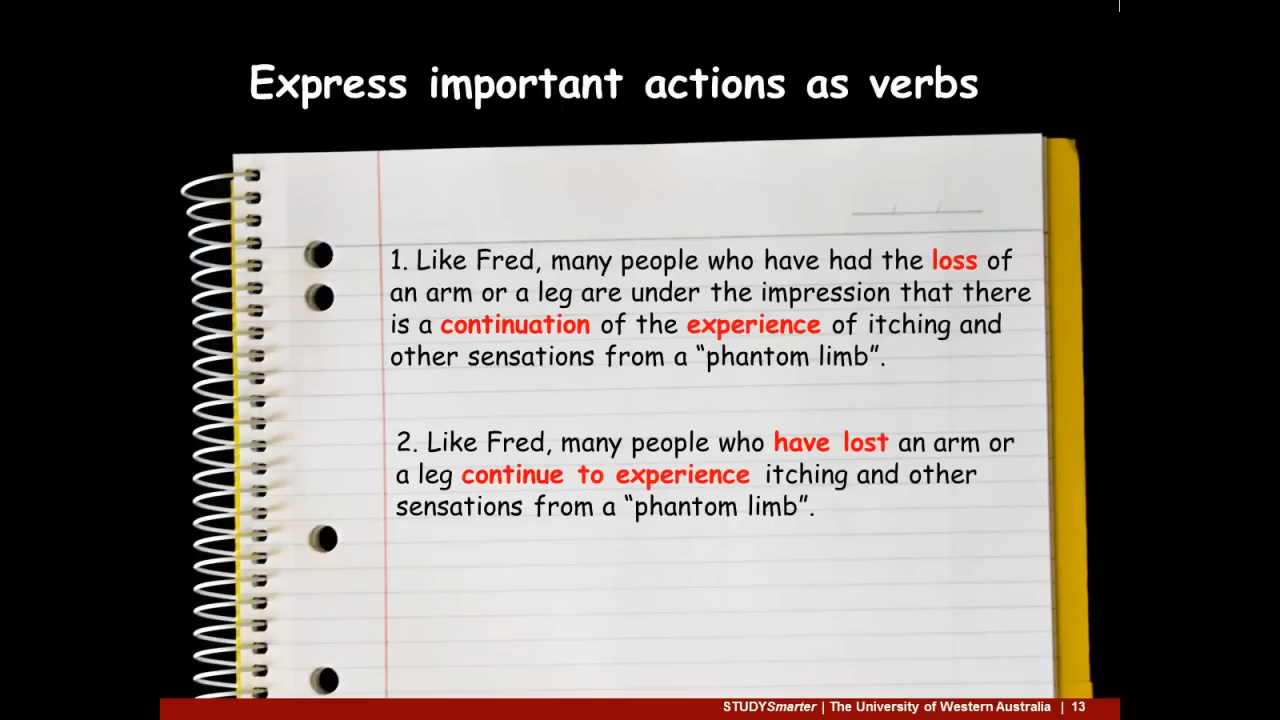 Express important actions as verbs
1. Like Fred, many people who have had the loss of
an arm or a leg are under the impression that there
is a continuation of the experience of itching and
other sensations from a “phantom limb”.
2. Like Fred, many people who have lost an arm or
a leg continue to experience itching and other
sensations from a “phantom limb”.
STUDYSmarter | The University of Western Australia | 13